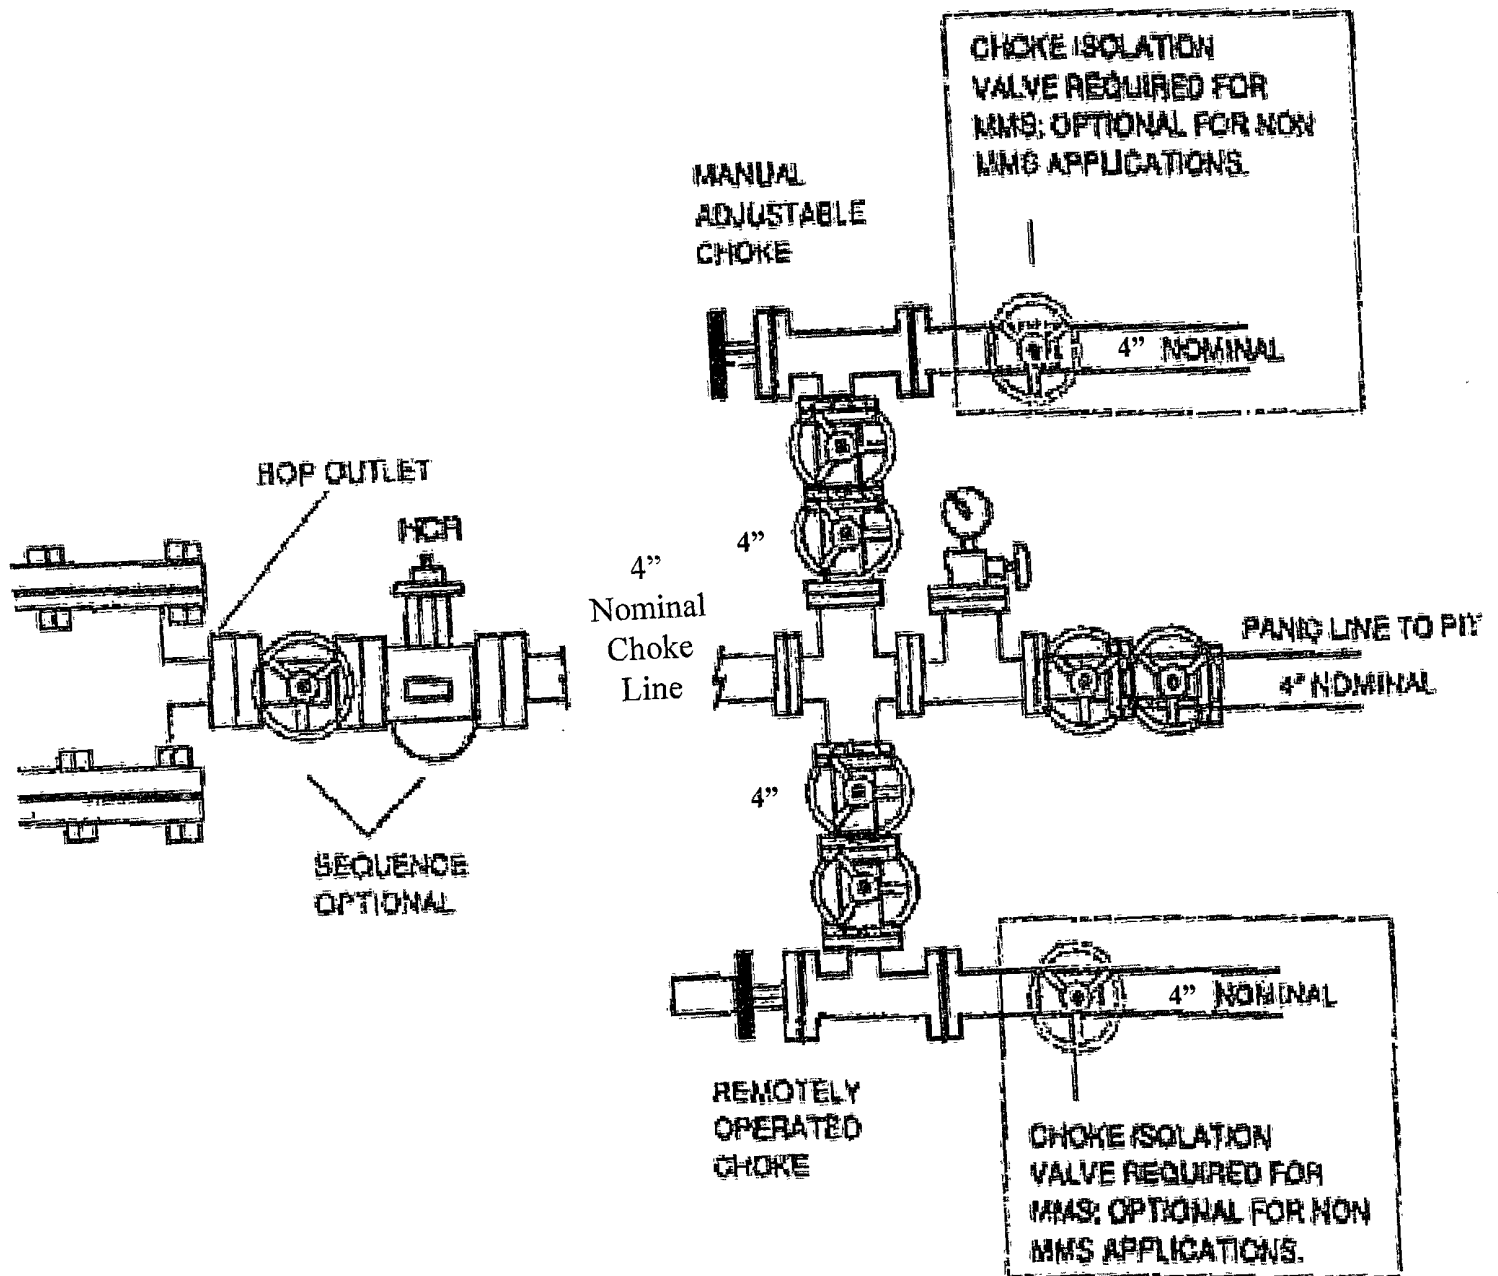 CHOKE ISOLATION
VALVE REQUIRED FOR
MMS; OPTIONAL FOR NON
MMS APPLICATIONS.
MANUAL
ADJUSTABLE
CHOKE
4” NOMINAL
BOP OUTLET
HCR
4”
4”
Nominal
Choke
Line
PANIC LINE TO PIT
4" NOMINAL
4”
SEQUENCE
OPTIONAL
4” NOMINAL
REMOTELY
OPERATED
CHOKE
CHOKE ISOLATION
VALVE REQUIRED FOR
MMS; OPTIONAL FOR NON
MMS APPLICATIONS.